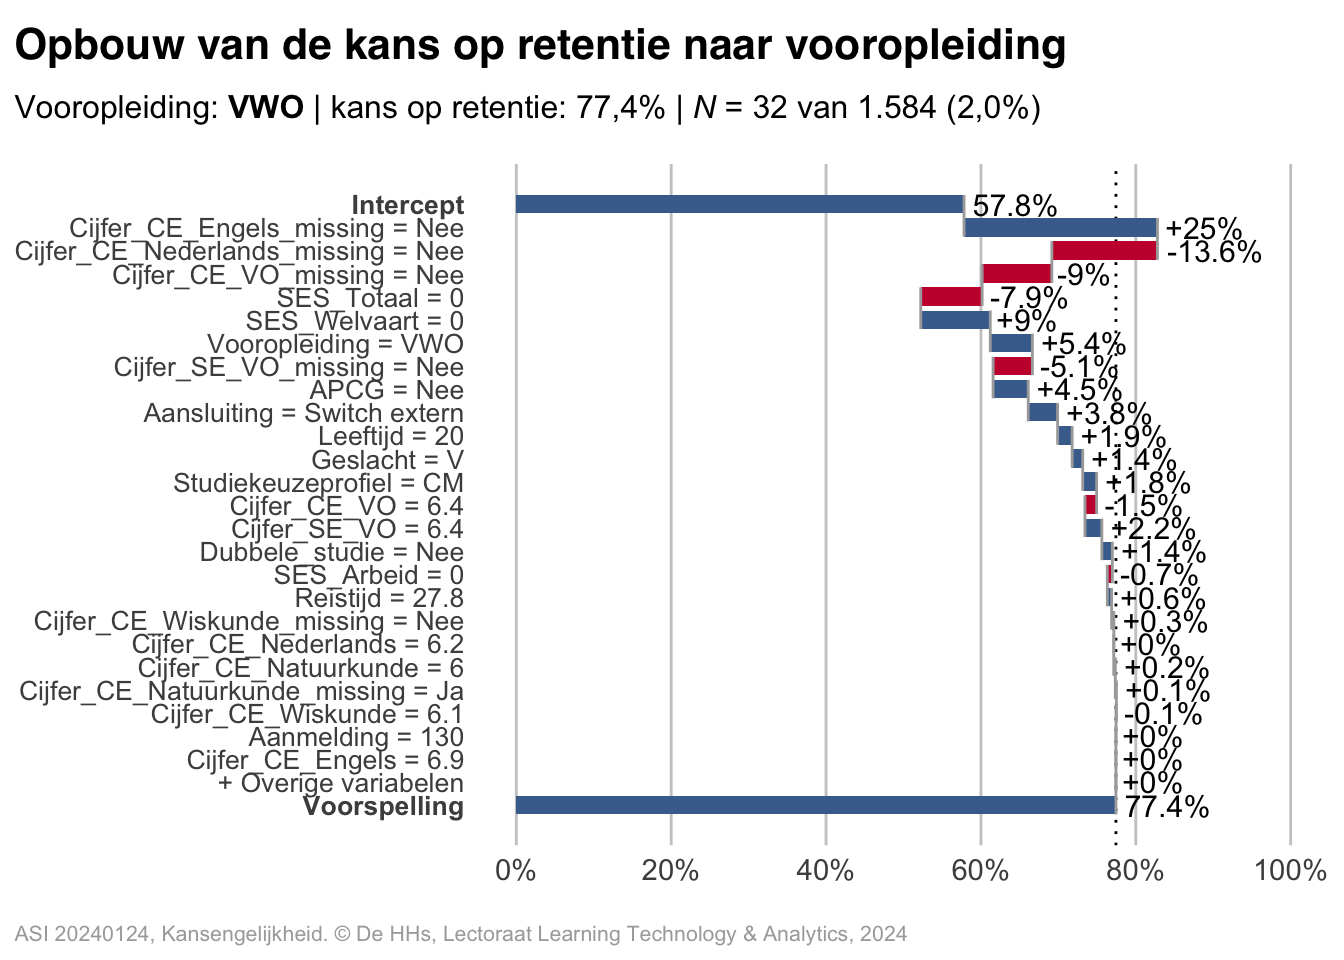 Opbouw van de kans op retentie naar vooropleiding
Vooropleiding: VWO | kans op retentie: 77,4% | N = 32 van 1.584 (2,0%)
Intercept 57.8%
Cijfer_CE_Engels_missing = Nee +25%
Cijfer_CE_Nederlands_missing = Nee -13.6%
Cijfer_CE_VO_missing = Nee -9%
SES_Totaal = 0 -7.9%
SES_Welvaart = 0 +9%
Vooropleiding = VWO +5.4%
Cijfer_SE_VO_missing = Nee -5.1%
APCG = Nee +4.5%
Aansluiting = Switch extern +3.8%
Leeftijd = 20 +1.9%
Geslacht = V +1.4%
Studiekeuzeprofiel = CM +1.8%
Cijfer_CE_VO = 6.4 -1.5%
Cijfer_SE_VO = 6.4 +2.2%
Dubbele_studie = Nee +1.4%
SES_Arbeid = 0 -0.7%
Reistijd = 27.8 +0.6%
Cijfer_CE_Wiskunde_missing = Nee +0.3%
Cijfer_CE_Nederlands = 6.2 +0%
Cijfer_CE_Natuurkunde = 6 +0.2%
Cijfer_CE_Natuurkunde_missing = Ja +0.1%
Cijfer_CE_Wiskunde = 6.1 -0.1%
Aanmelding = 130 +0%
Cijfer_CE_Engels = 6.9 +0%
+ Overige variabelen +0%
Voorspelling 77.4%
0% 20% 40% 60% 80% 100%
ASI 20240124, Kansengelijkheid. © De HHs, Lectoraat Learning Technology & Analytics, 2024